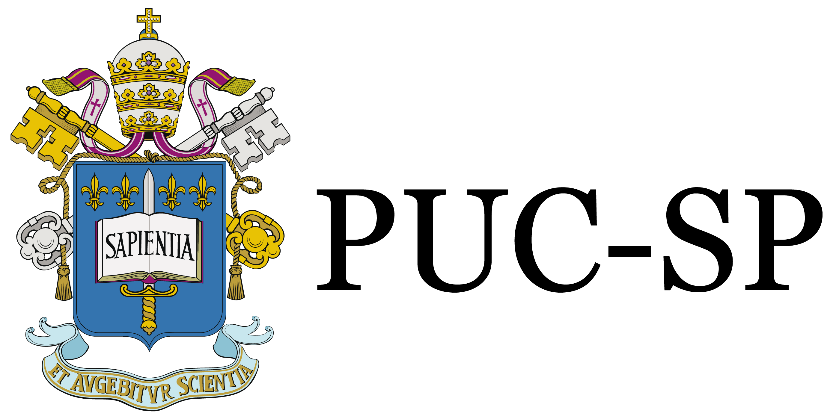 SAPIENTIA
ET AVGEBITVR SCIENTIA
PUC-SP